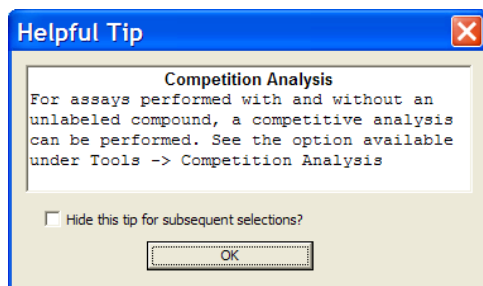 Helpful Tip
Competition Analysis
For assays performed with and without an
unlabeled compound, a competitive analysis
can be performed. See the option available
under Tools -> Competition Analysis
Hide this tip for subsequent selections?
OK